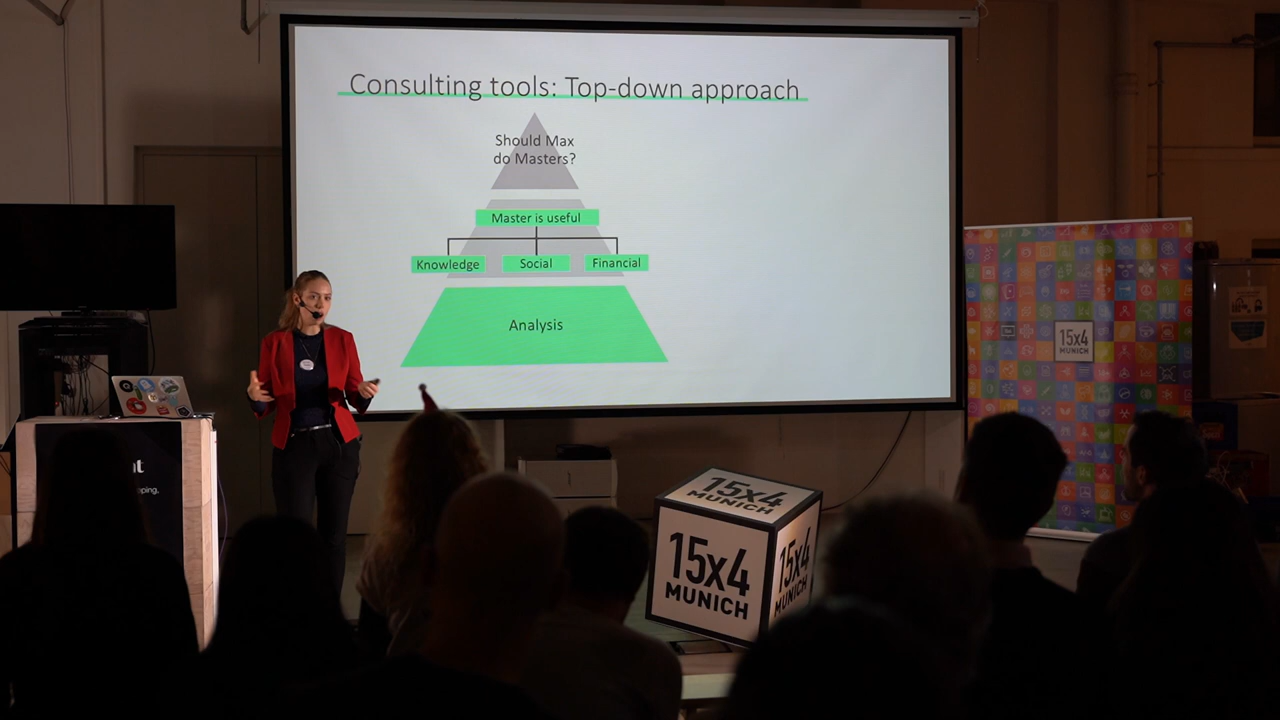 Consulting tools: Top-down approach
Should Max
do Masters?
Master is useful
Knowledge
Social
Financial
Analysis
15x4
MUNICH
15x4
MUNICH
15x4
MUNICH
15x4
MUNICH